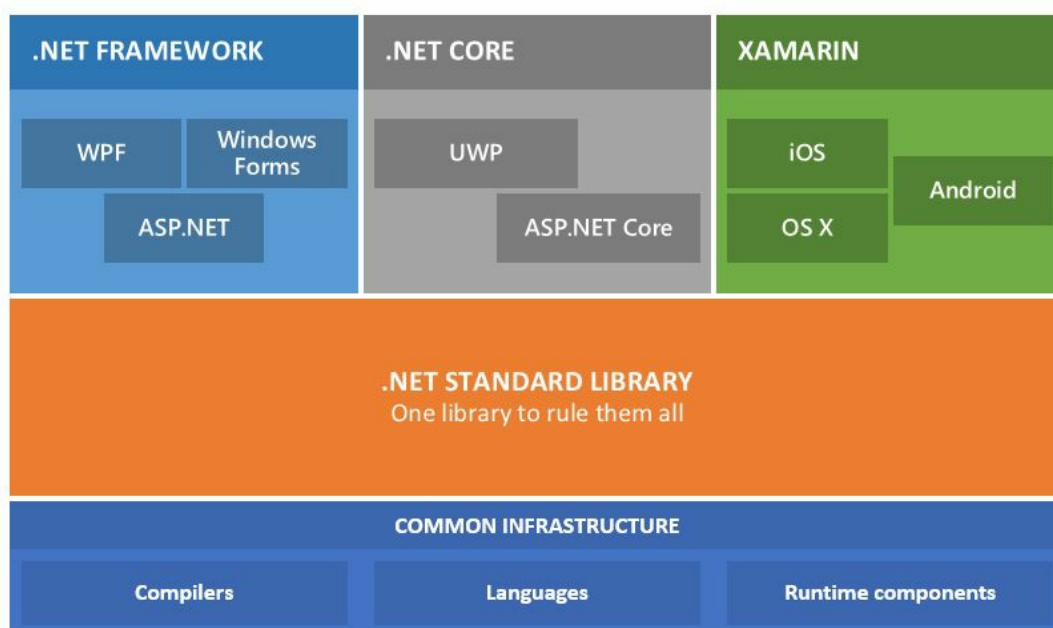 .NET FRAMEWORK
WPF
Windows
Forms
ASP.NET
.NET CORE
UWP
ASP.NET Core
XAMARIN
iOS
OS X
Android
.NET STANDARD LIBRARY
One library to rule them all
COMMON INFRASTRUCTURE
Compilers
Languages
Runtime components